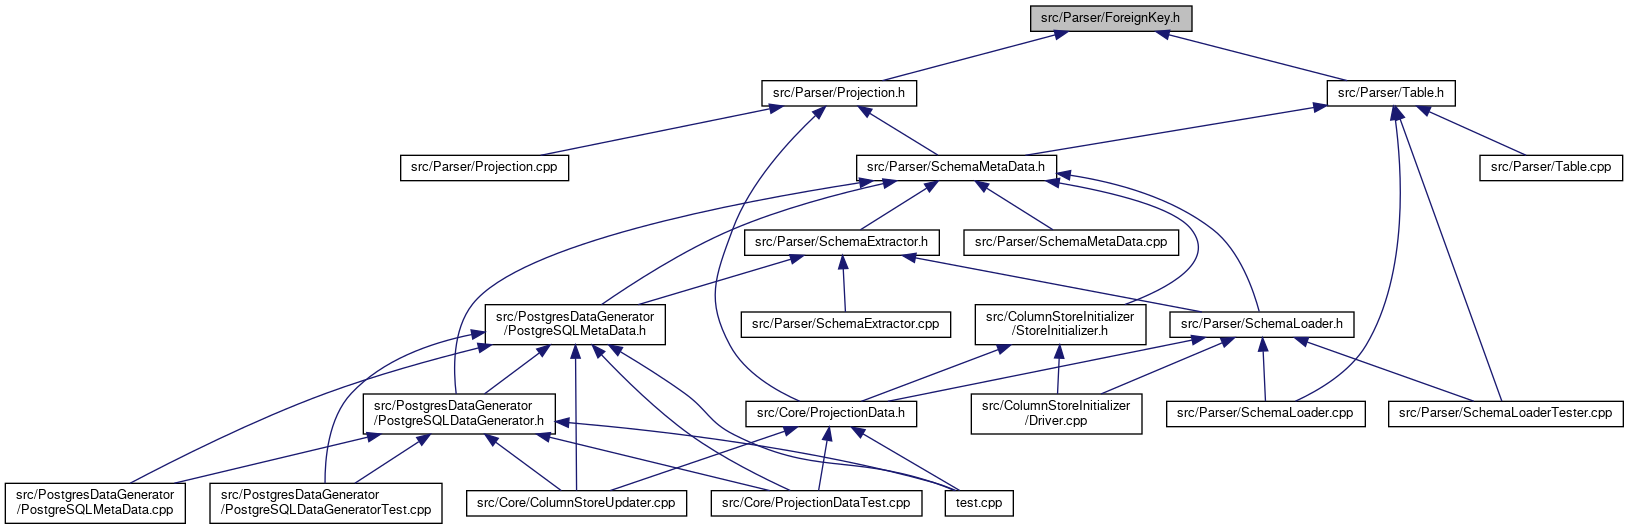 src/Parser/ForeignKey.h
src/Parser/Projection.h
src/Parser/Table.h
src/Parser/Projection.cpp
src/Parser/SchemaMetaData.h
src/Parser/Table.cpp
src/Parser/SchemaExtractor.h
src/Parser/SchemaMetaData.cpp
src/PostgresDataGenerator
/PostgreSQLMetaData.h
src/Parser/SchemaExtractor.cpp
src/ColumnStoreInitializer
/StoreInitializer.h
src/Parser/SchemaLoader.h
src/PostgresDataGenerator
/PostgreSQLDataGenerator.h
src/Core/ProjectionData.h
src/ColumnStoreInitializer
/Driver.cpp
src/Parser/SchemaLoader.cpp
src/Parser/SchemaLoaderTester.cpp
src/PostgresDataGenerator
/PostgreSQLMetaData.cpp
src/PostgresDataGenerator
/PostgreSQLDataGeneratorTest.cpp
src/Core/ColumnStoreUpdater.cpp
src/Core/ProjectionDataTest.cpp
test.cpp